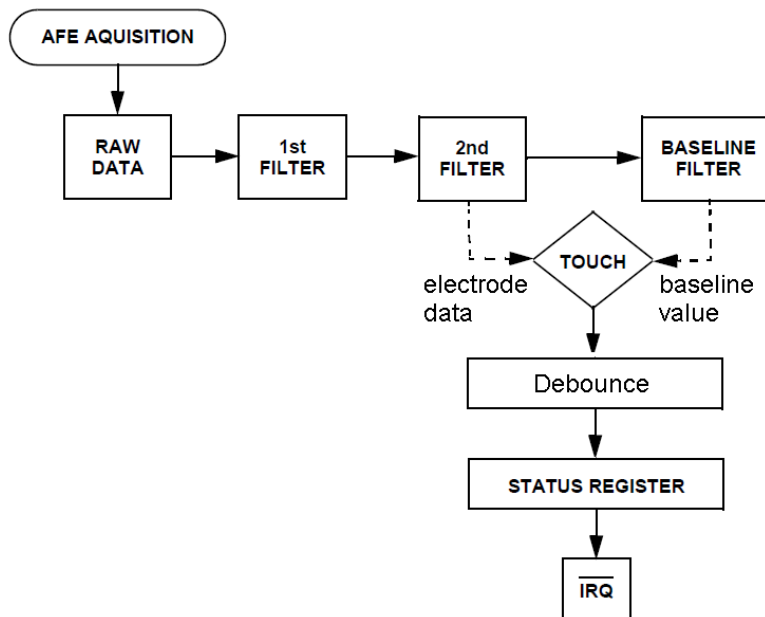 AFE AQUISITION
RAW
DATA
1st
FILTER
2nd
FILTER
BASELINE
FILTER
TOUCH
electrode
data
baseline
value
Debounce
STATUS REGISTER
IRQ